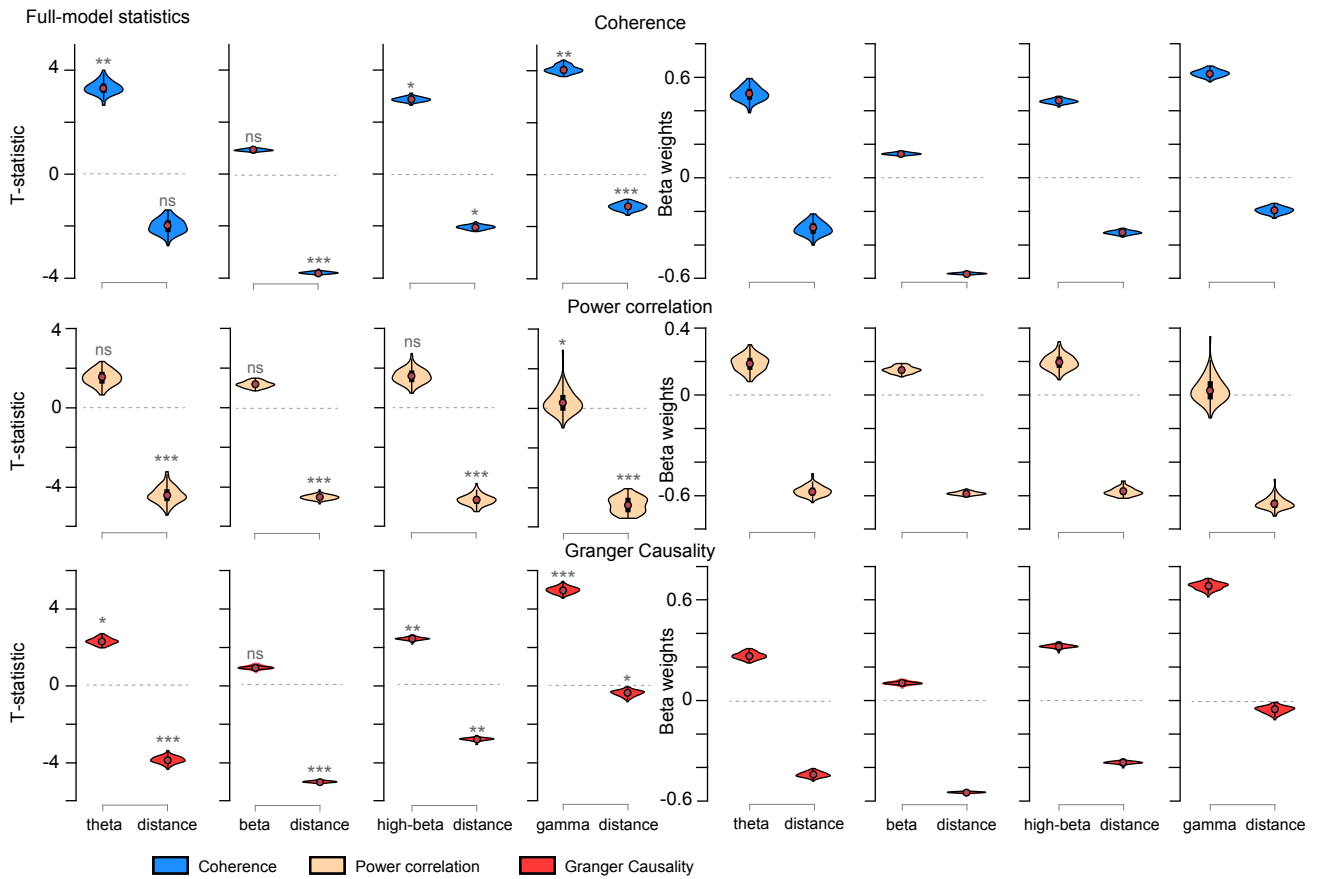 Full-model statistics
Coherence
T-statistic
4
0
-4
**
ns
ns
***
*
*
**
***
Beta weights
0.6
0
-0.6
Power correlation
T-statistic
4
0
-4
ns
***
ns
***
ns
***
*
***
Beta weights
0.4
0
-0.6
Granger Causality
T-statistic
4
0
-4
*
***
ns
***
**
**
***
*
Beta weights
0.6
0
-0.6
theta distance beta distance high-beta distance gamma distance theta distance beta distance high-beta distance gamma distance
Coherence Power correlation Granger Causality